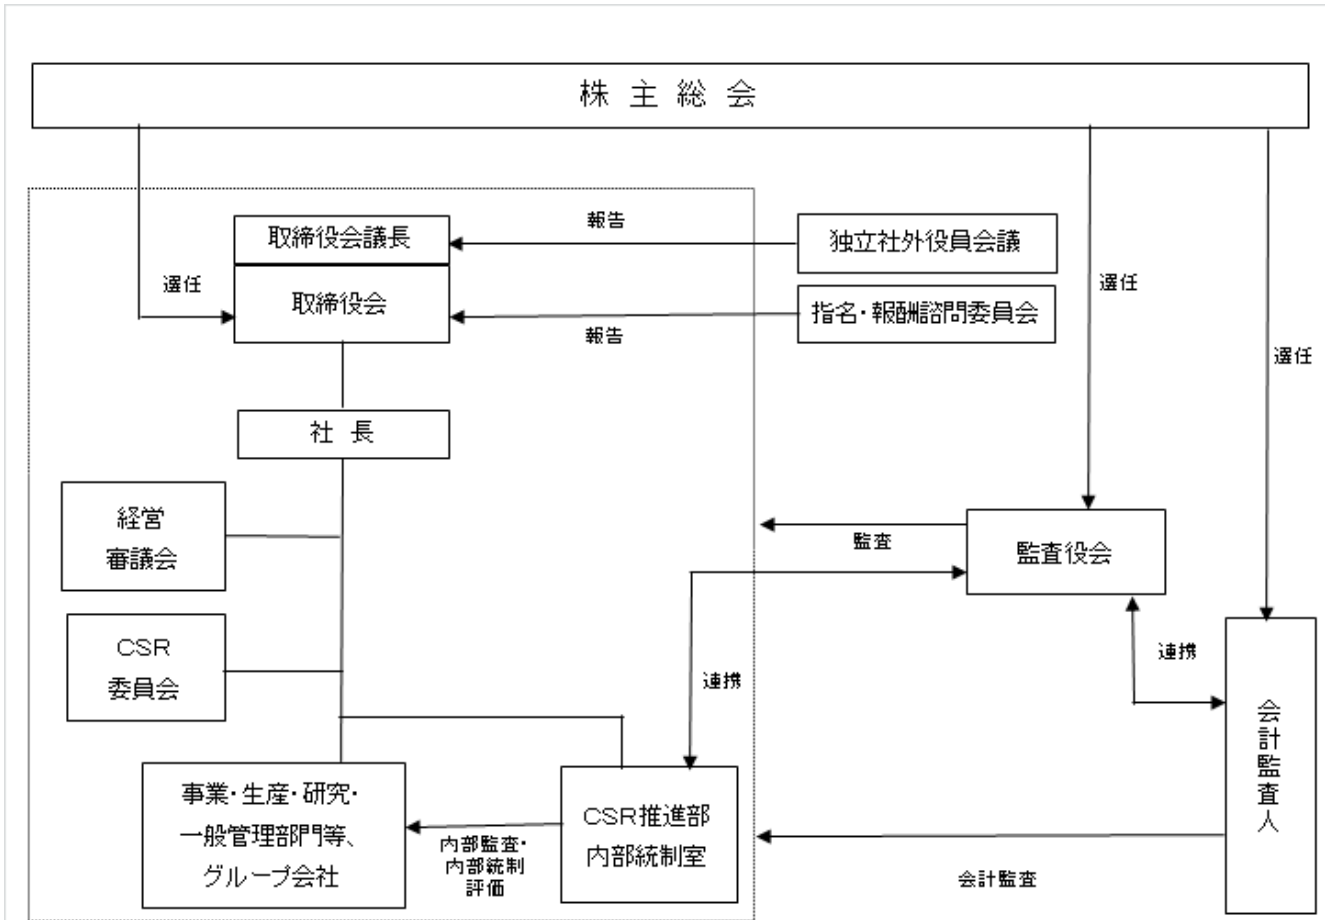 株主総会
報告
取締役会議長
独立社外役員会議
選任
取締役会
選任
指名・報酬諮問委員会
報告
選任
社長
経営
審議会
監査
監査役会
CSR
委員会
連携
連携
会計監査人
事業・生産・研究・
一般管理部門等、
グループ会社
CSR推進部
内部統制室
内部監査・
内部統制
評価
会計監査